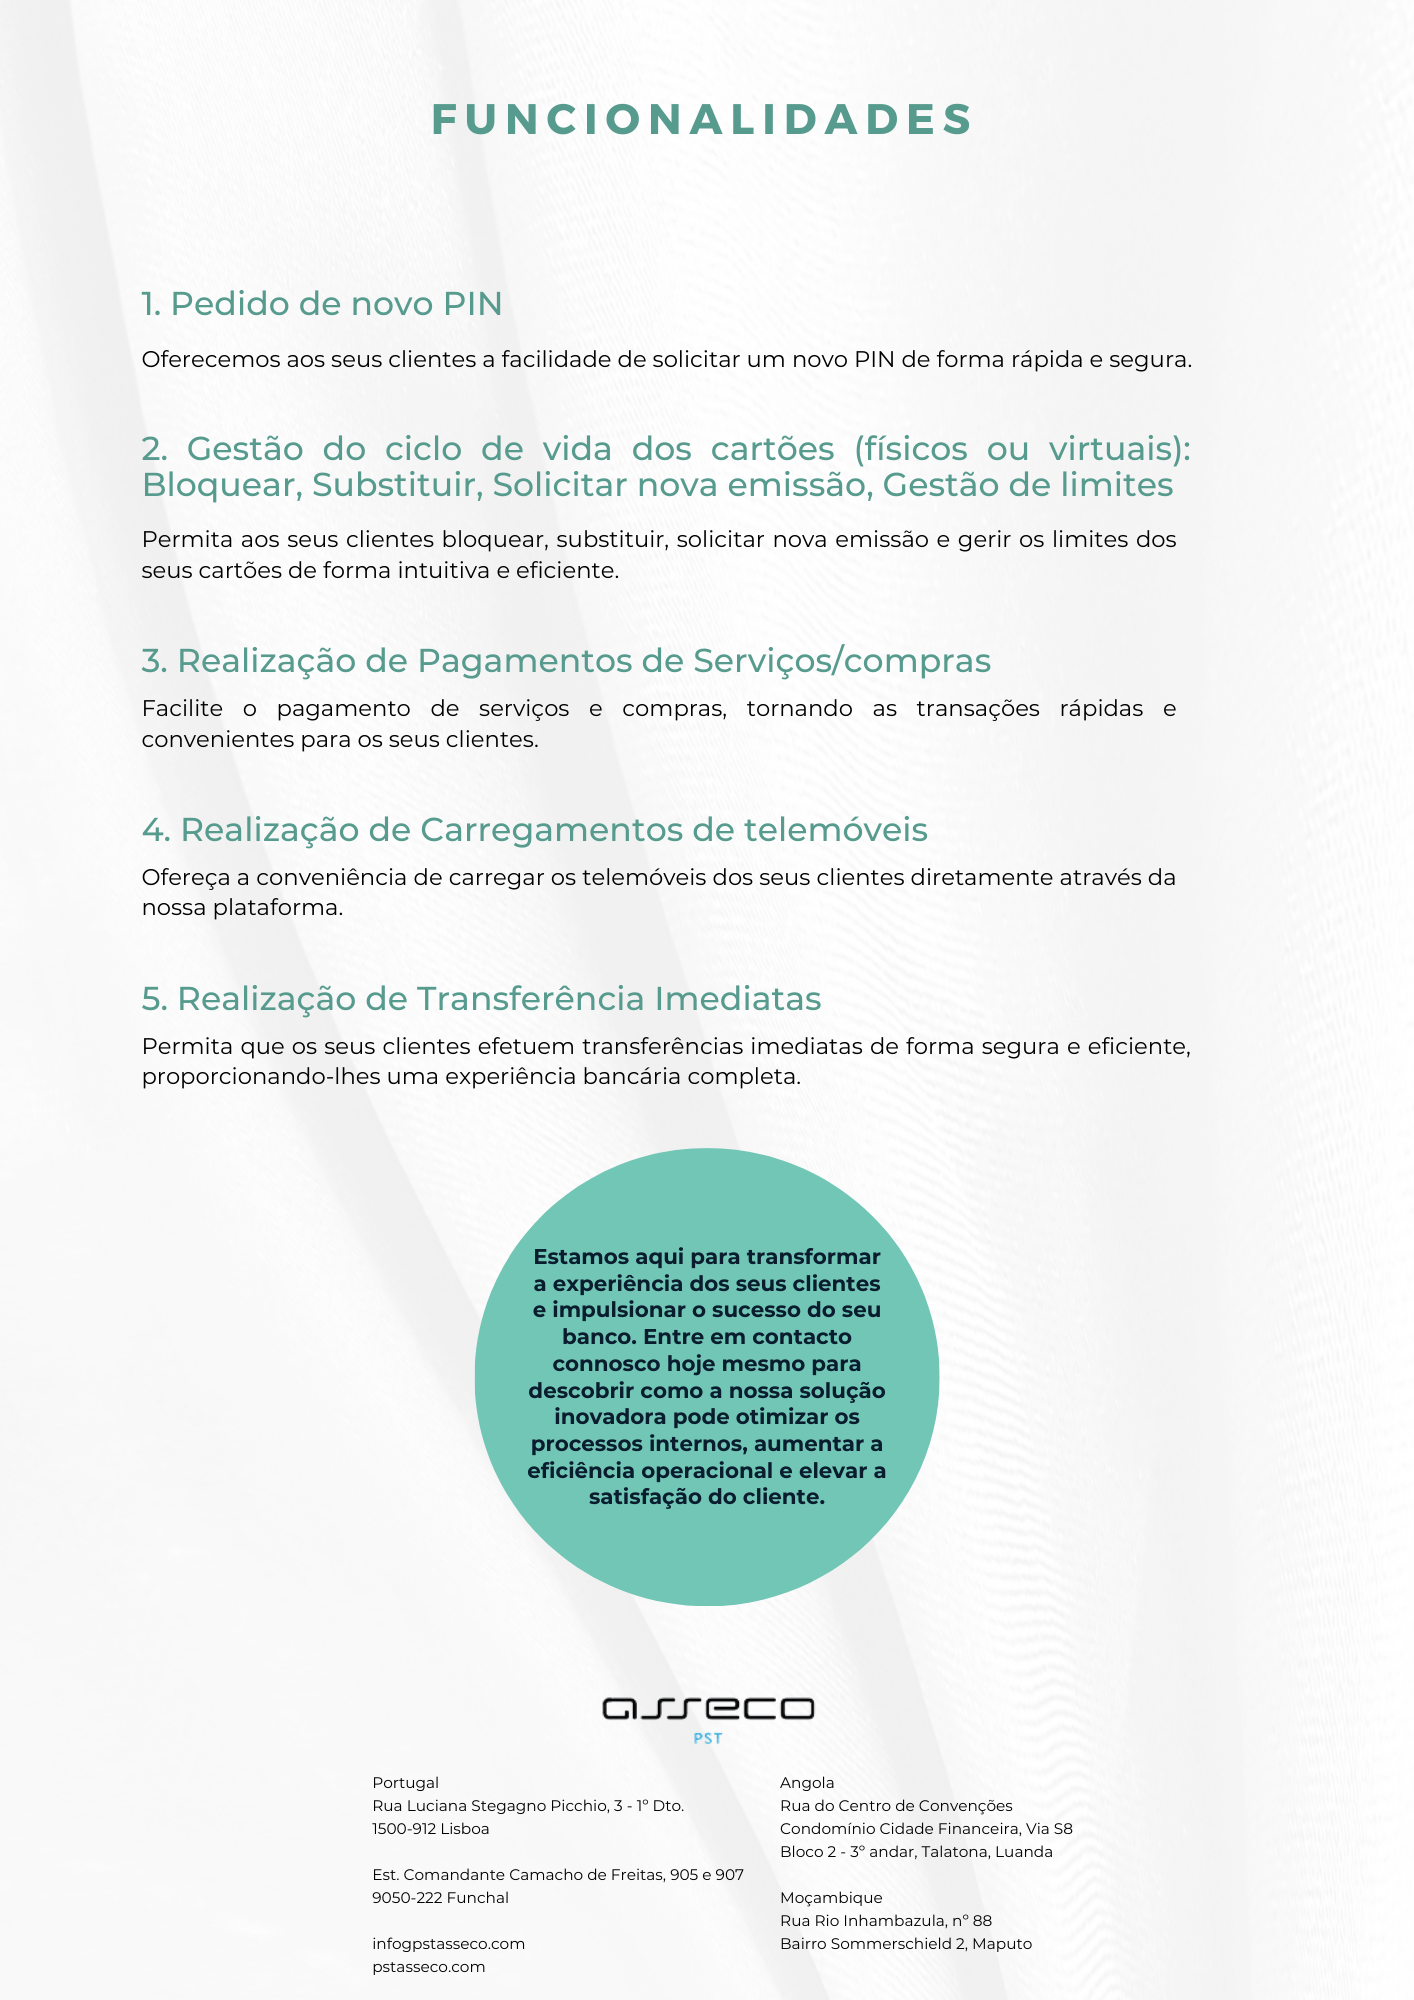 FUNCIONALIDADES
1. Pedido de novo PIN
Oferecemos aos seus clientes a facilidade de solicitar um novo PIN de forma rápida e segura.
2. Gestão do ciclo de vida dos cartões (físicos ou virtuais):
Bloquear, Substituir, Solicitar nova emissão, Gestão de limites
Permita aos seus clientes bloquear, substituir, solicitar nova emissão e gerir os limites dos
seus cartões de forma intuitiva e eficiente.
3. Realização de Pagamentos de Serviços/compras
Facilite o pagamento de serviços e compras, tornando as transações rápidas e
convenientes para os seus clientes.
4. Realização de Carregamentos de telemóveis
Ofereça a conveniência de carregar os telemóveis dos seus clientes diretamente através da
nossa plataforma.
5. Realização de Transferência Imediatas
Permita que os seus clientes efetuem transferências imediatas de forma segura e eficiente,
proporcionando-lhes uma experiência bancária completa.
Estamos aqui para transformar
a experiência dos seus clientes
e impulsionar o sucesso do seu
banco. Entre em contacto
connosco hoje mesmo para
descobrir como a nossa solução
inovadora pode otimizar os
processos internos, aumentar a
eficiência operacional e elevar a
satisfação do cliente.
asseco
PST
Portugal
Rua Luciana Stegagno Picchio, 3 - 1º Dto.
1500-912 Lisboa
Est. Comandante Camacho de Freitas, 905 e 907
9050-222 Funchal
infogpstasseco.com
pstasseco.com
Angola
Rua do Centro de Convenções
Condomínio Cidade Financeira, Via S8
Bloco 2 - 3º andar, Talatona, Luanda
Moçambique
Rua Rio Inhambazula, nº 88
Bairro Sommerschield 2, Maputo